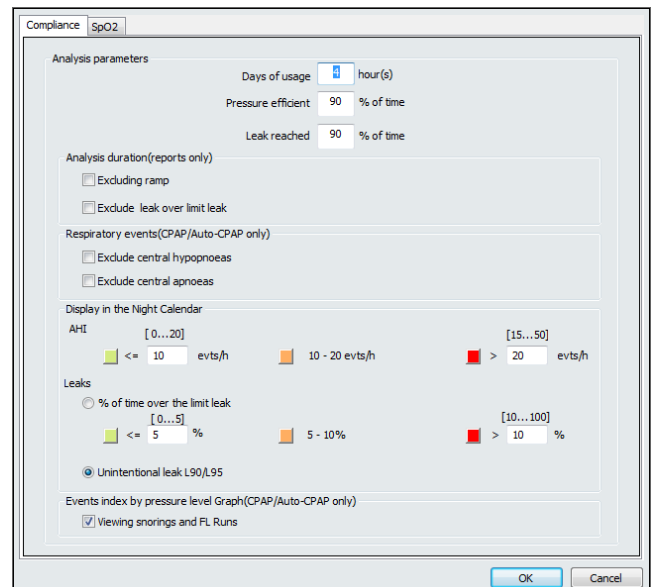 Compliance SpO2
Analysis parameters
Days of usage 4 hour(s)
Pressure efficient 90 % of time
Leak reached 90 % of time
Analysis duration(reports only)
Excluding ramp
Exclude leak over limit leak
Respiratory events(CPAP/Auto-CPAP only)
Exclude central hypopnoeas
Exclude central apnoeas
Display in the Night Calendar
AHI [ 0...20] [15...50]
<= 10 evts/h 10 - 20 evts/h > 20 evts/h
Leaks
% of time over the limit leak
[ 0...5] [10...100]
<= 5 % 5 - 10% > 10 %
Unintentional leak L90/L95
Events index by pressure level Graph(CPAP/Auto-CPAP only)
Viewing snorings and FL Runs
OK Cancel